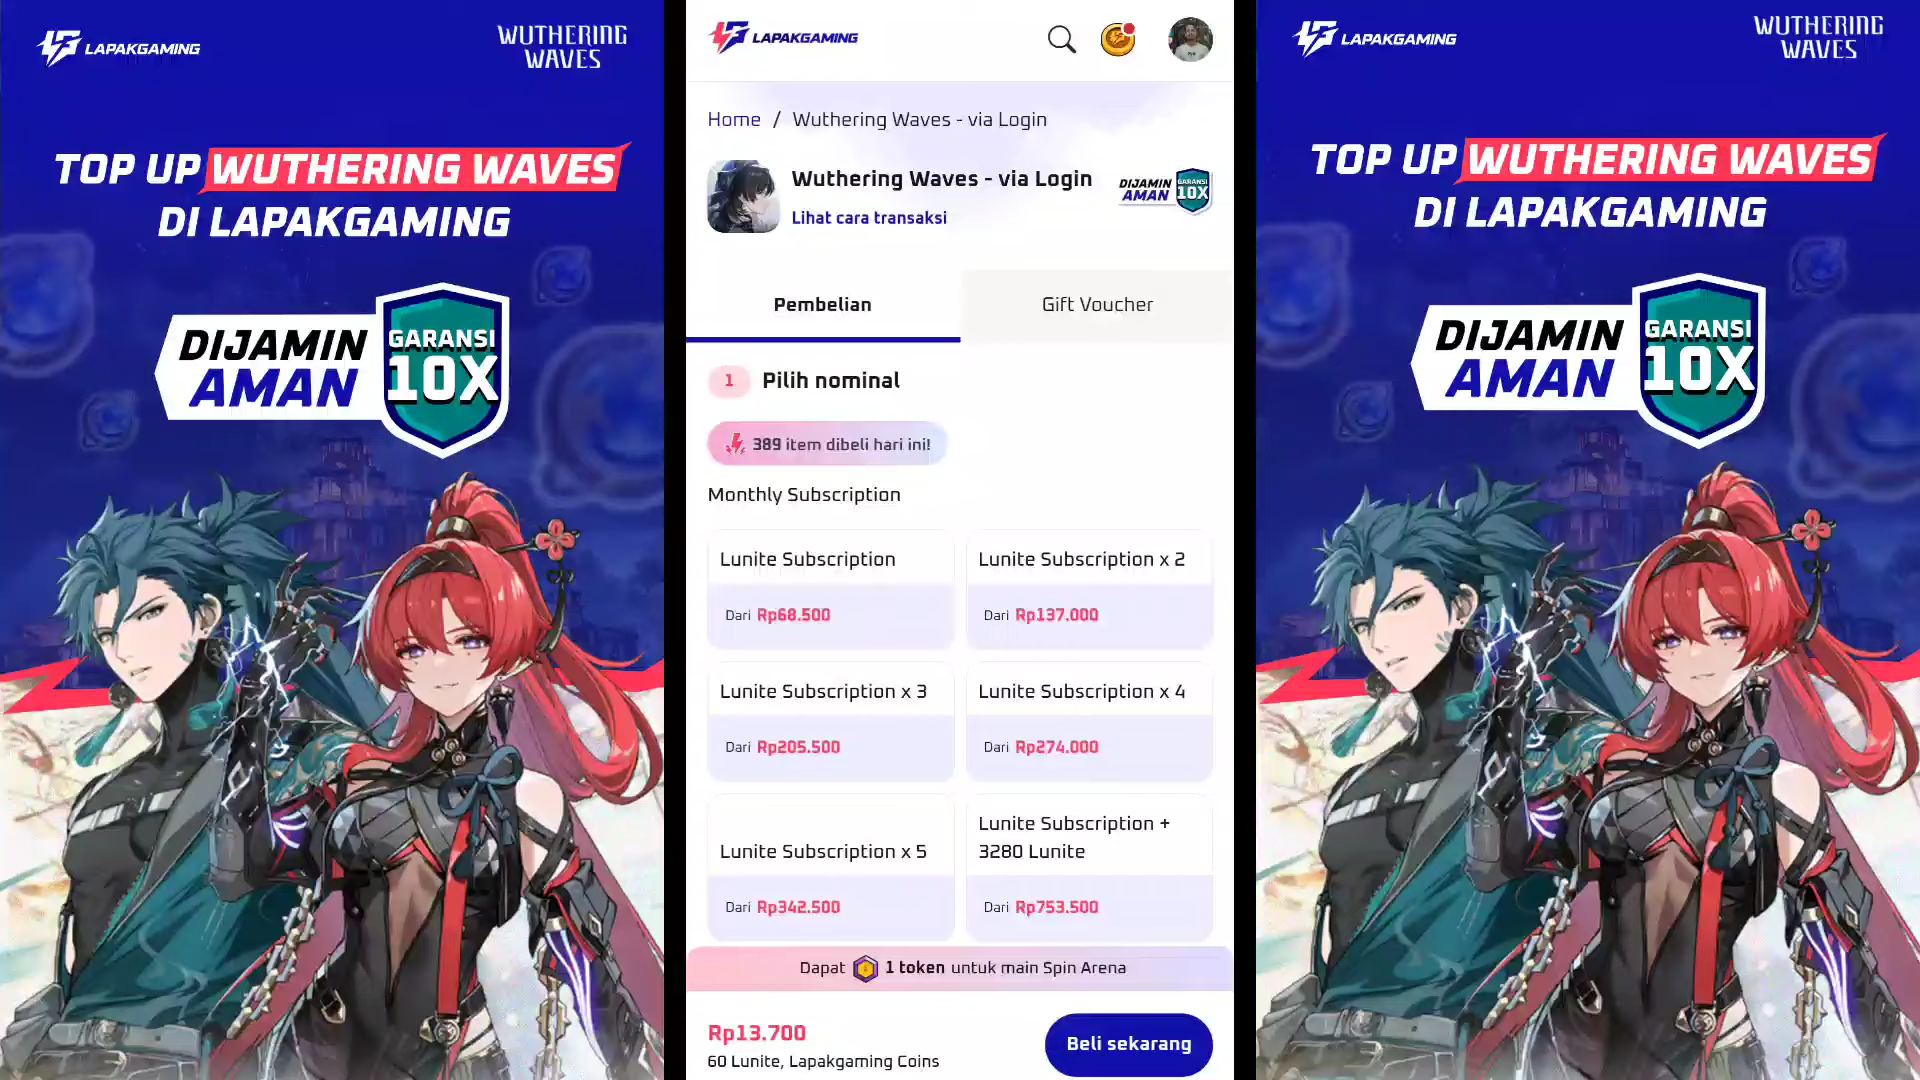 LAPAKGAMING
WUTHERING
WAVES
TOP UP WUTHERING WAVES
DI LAPAKGAMING
DIJAMIN
AMAN
GARANSI
10X
LAPAKGAMING
Home / Wuthering Waves - via Login
Wuthering Waves - via Login
Lihat cara transaksi
DIJAMIN
AMAN
GARANSI
10X
Pembelian
Gift Voucher
1 Pilih nominal
389 item dibeli hari ini!
Monthly Subscription
Lunite Subscription
Dari Rp68.500
Lunite Subscription x 2
Dari Rp137.000
Lunite Subscription x 3
Dari Rp205.500
Lunite Subscription x 4
Dari Rp274.000
Lunite Subscription x 5
Dari Rp342.500
Lunite Subscription +
3280 Lunite
Dari Rp753.500
Dapat 1 token untuk main Spin Arena
Rp13.700
60 Lunite, Lapakgaming Coins
Beli sekarang
LAPAKGAMING
WUTHERING
WAVES
TOP UP WUTHERING WAVES
DI LAPAKGAMING
DIJAMIN
AMAN
GARANSI
10X